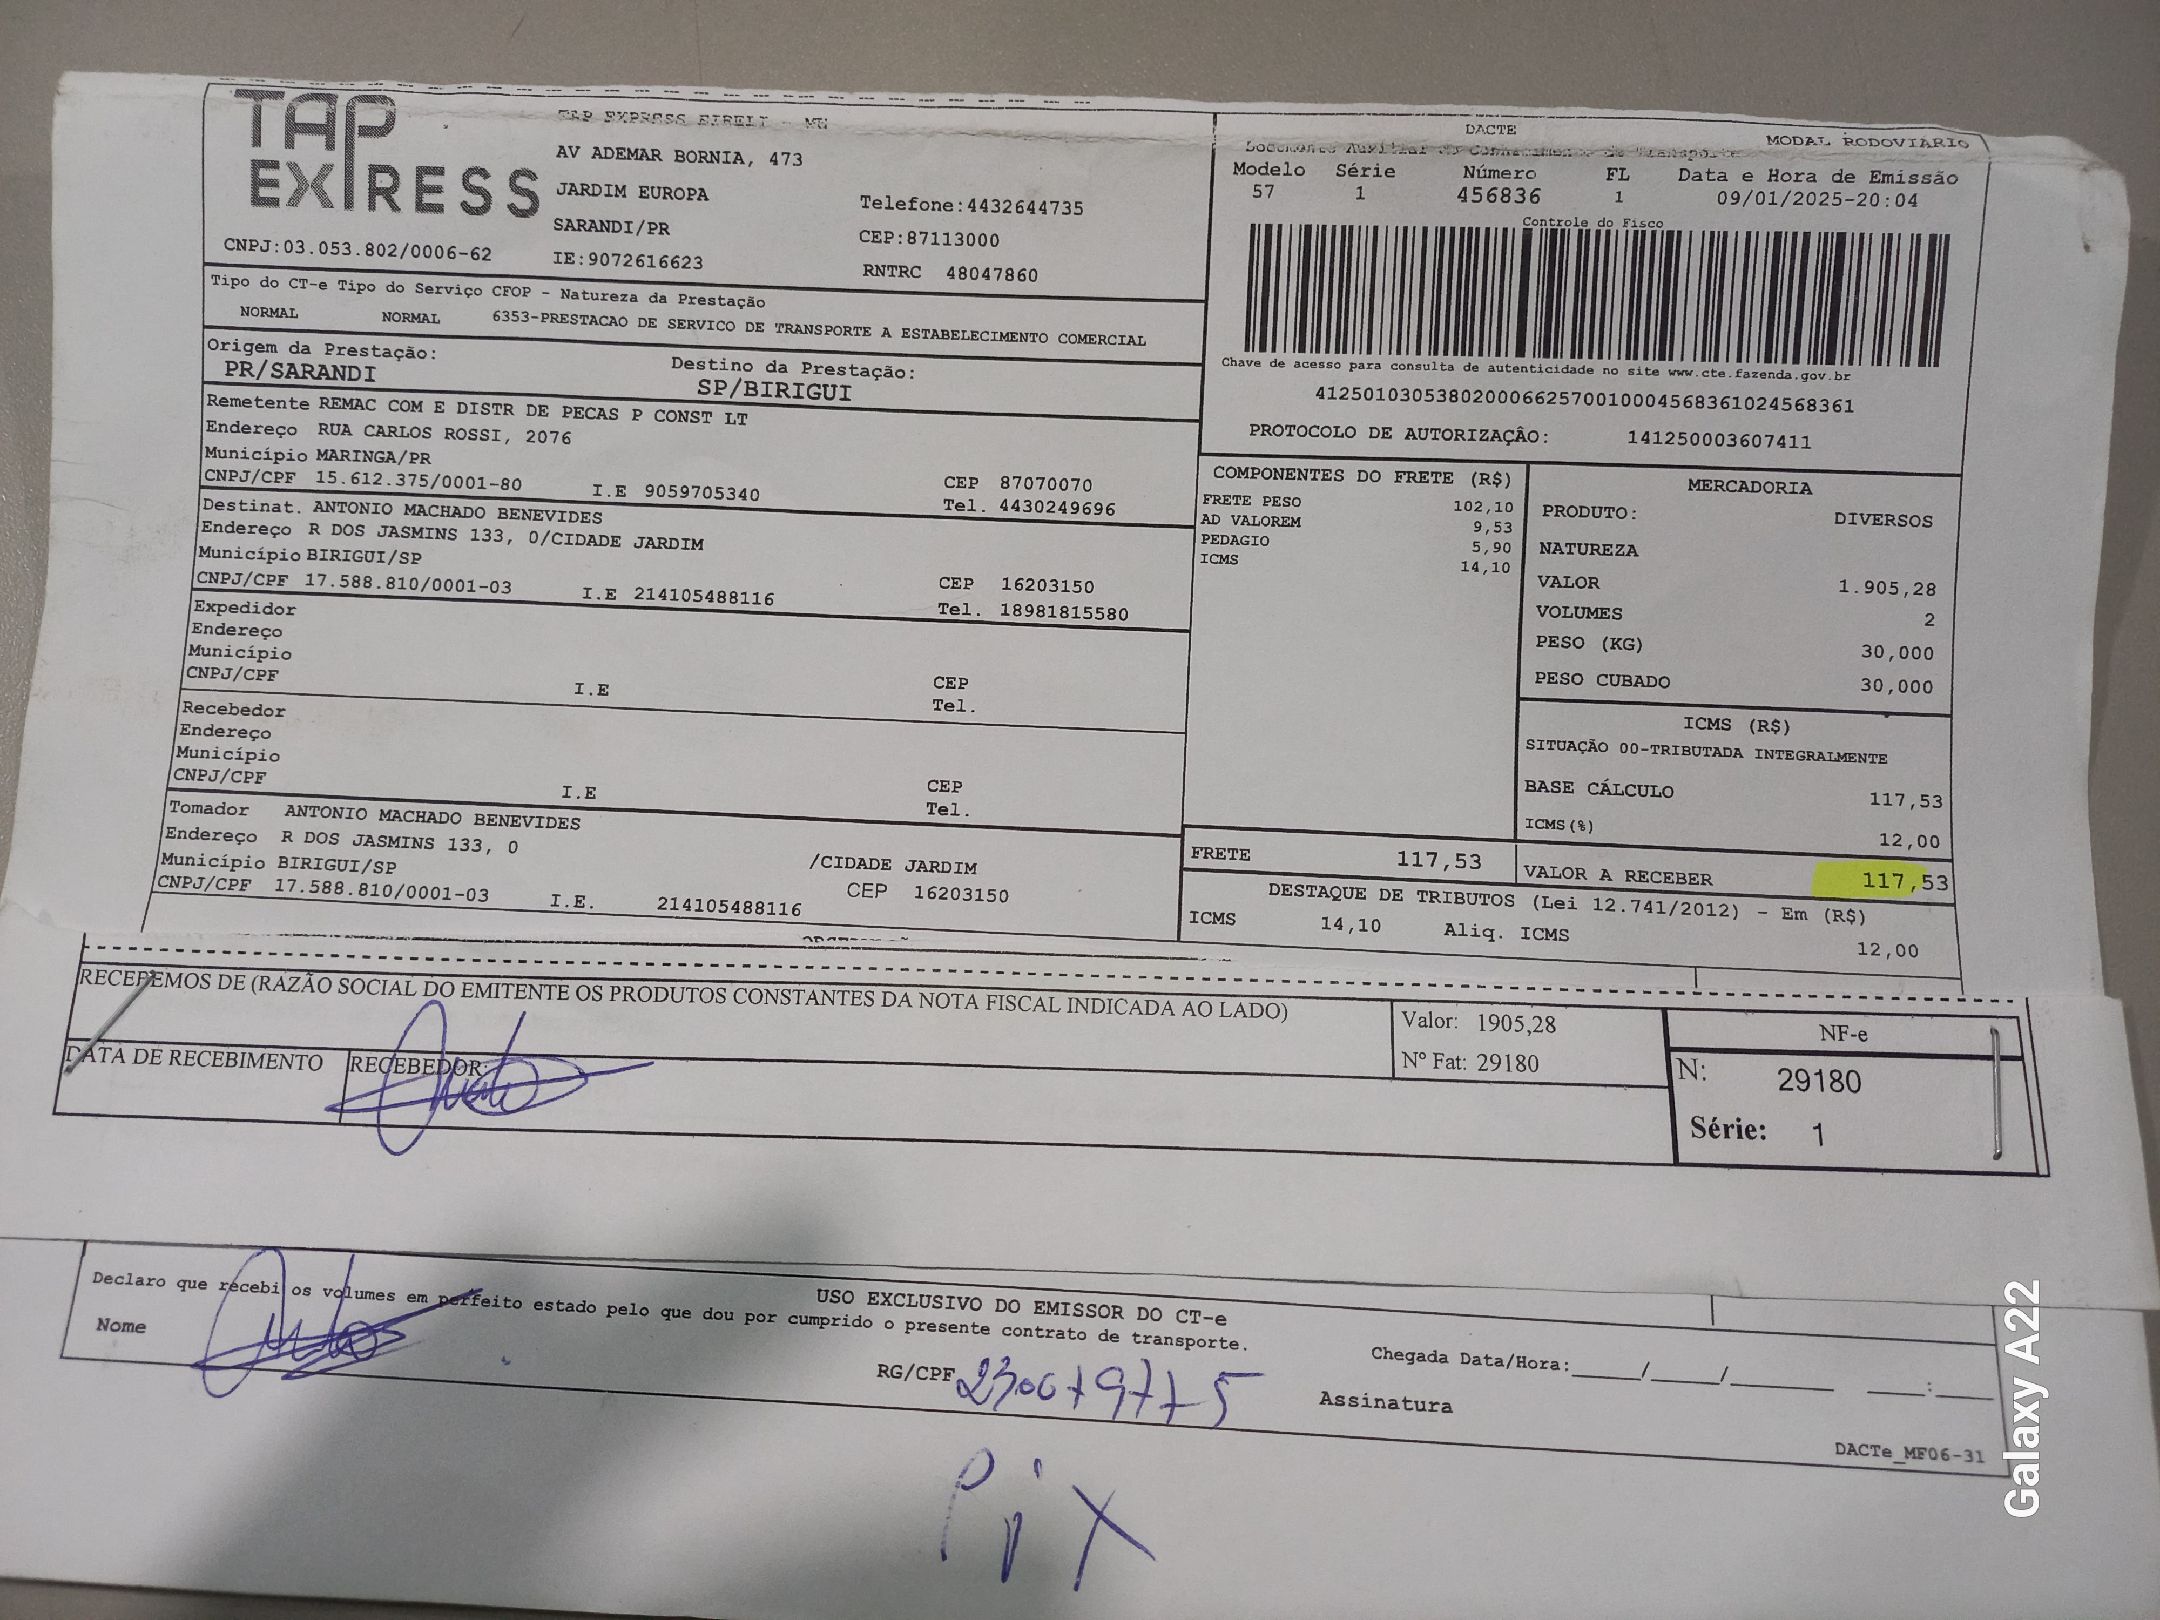 TAP EXPRESS
TAP EXPRESS EIRELI - ME
AV ADEMAR BORNIA, 473
JARDIM EUROPA
SARANDI/PR
CNPJ:03.053.802/0006-62
IE:9072616623
Telefone:4432644735
CEP:87113000
RNTRC 48047860
DACTE
MODAL RODOVIÁRIO
Documento Auxiliar do Conhecimento de Transporte
Modelo Série Número FL Data e Hora de Emissão
57 1 456836 1 09/01/2025-20:04
Controle do Fisco
Chave de acesso para consulta de autenticidade no site www.cte.fazenda.gov.br
41250103053802000662570010004568361024568361
PROTOCOLO DE AUTORIZAÇÂO: 141250003607411
Tipo do CT-e Tipo do Serviço CFOP - Natureza da Prestação
NORMAL NORMAL 6353-PRESTACAO DE SERVICO DE TRANSPORTE A ESTABELECIMENTO COMERCIAL
Origem da Prestação: Destino da Prestação:
PR/SARANDI SP/BIRIGUI
Remetente REMAC COM E DISTR DE PECAS P CONST LT
Endereço RUA CARLOS ROSSI, 2076
Município MARINGA/PR CEP 87070070
CNPJ/CPF 15.612.375/0001-80 I.E 9059705340 Tel. 4430249696
Destinat. ANTONIO MACHADO BENEVIDES
Endereço R DOS JASMINS 133, 0/CIDADE JARDIM
Município BIRIGUI/SP CEP 16203150
CNPJ/CPF 17.588.810/0001-03 I.E 214105488116 Tel. 18981815580
Expedidor
Endereço
Município CEP
CNPJ/CPF I.E Tel.
Recebedor
Endereço
Município CEP
CNPJ/CPF I.E Tel.
Tomador ANTONIO MACHADO BENEVIDES
Endereço R DOS JASMINS 133, 0 /CIDADE JARDIM
Município BIRIGUI/SP CEP 16203150
CNPJ/CPF 17.588.810/0001-03 I.E. 214105488116
COMPONENTES DO FRETE (R$)
FRETE PESO 102,10
AD VALOREM 9,53
PEDAGIO 5,90
ICMS 14,10
MERCADORIA
PRODUTO: DIVERSOS
NATUREZA
VALOR 1.905,28
VOLUMES 2
PESO (KG) 30,000
PESO CUBADO 30,000
ICMS (R$)
SITUAÇÃO 00-TRIBUTADA INTEGRALMENTE
BASE CÁLCULO 117,53
ICMS(%) 12,00
FRETE 117,53 VALOR A RECEBER 117,53
DESTAQUE DE TRIBUTOS (Lei 12.741/2012) - Em (R$)
ICMS 14,10 Aliq. ICMS 12,00
RECEBEMOS DE (RAZÃO SOCIAL DO EMITENTE OS PRODUTOS CONSTANTES DA NOTA FISCAL INDICADA AO LADO)
DATA DE RECEBIMENTO RECEBEDOR:
Valor: 1905,28
Nº Fat: 29180
NF-e
N: 29180
Série: 1
USO EXCLUSIVO DO EMISSOR DO CT-e
Declaro que recebi os volumes em perfeito estado pelo que dou por cumprido o presente contrato de transporte.
Nome RG/CPF Chegada Data/Hora:____/____/______ ___:___
Assinatura
DACTe_MF06-31
Pix
Galaxy A22